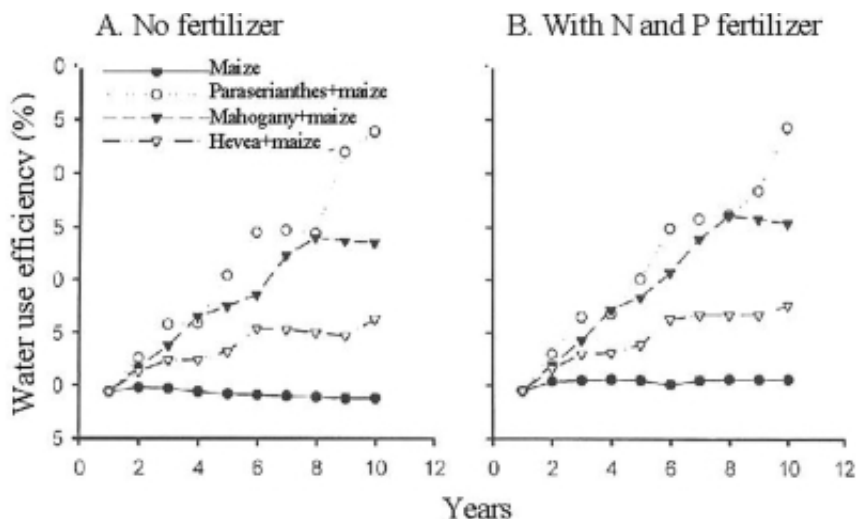 A. No fertilizer
B. With N and P fertilizer
Maize
Paraserianthes+maize
Mahogany+maize
Hevea+maize
Water use efficiency (%)
0
5
0
5
0
5
0
5
0 2 4 6 8 10 12
0 2 4 6 8 10 12
Years